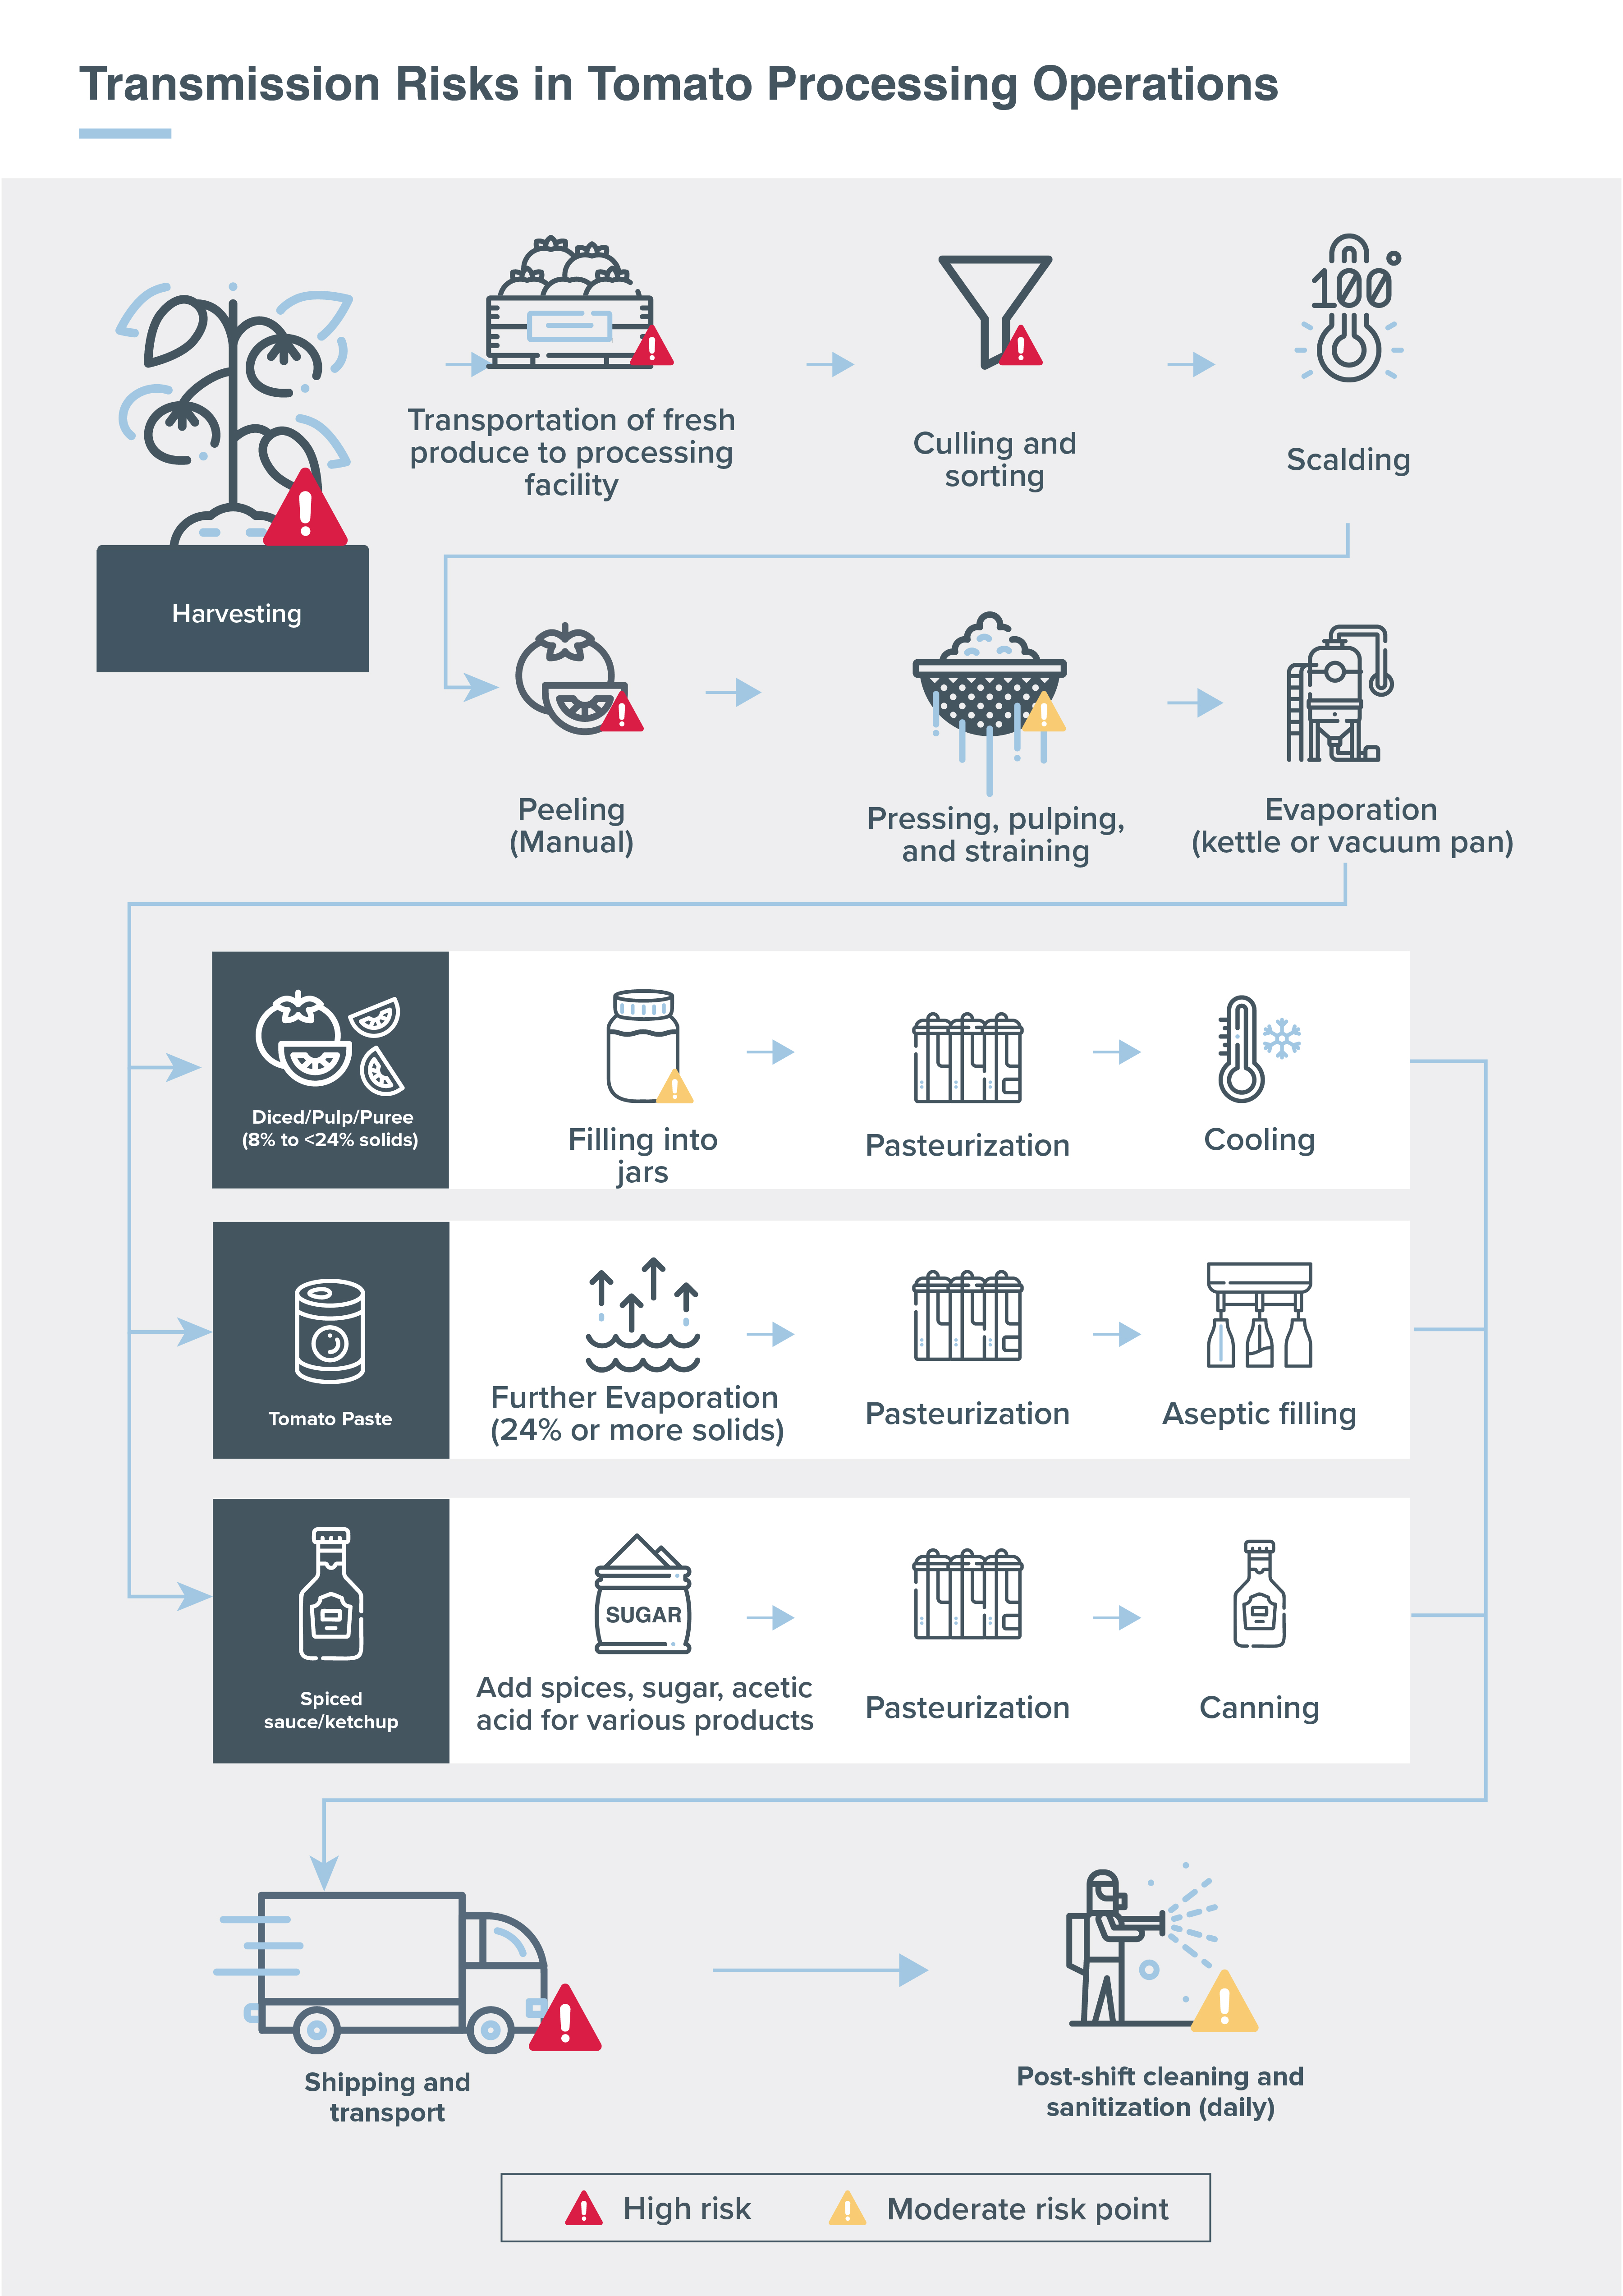 Transmission Risks in Tomato Processing Operations
100°
Transportation of fresh
produce to processing
facility
Culling and
sorting
Scalding
Harvesting
Peeling
(Manual)
Pressing, pulping,
and straining
Evaporation
(kettle or vacuum pan)
Diced/Pulp/Puree
(8% to <24% solids)
Filling into
jars
Pasteurization
Cooling
Tomato Paste
Further Evaporation
(24% or more solids)
Pasteurization
Aseptic filling
Spiced
sauce/ketchup
SUGAR
Add spices, sugar, acetic
acid for various products
Pasteurization
Canning
Shipping and
transport
Post-shift cleaning and
sanitization (daily)
High risk
Moderate risk point